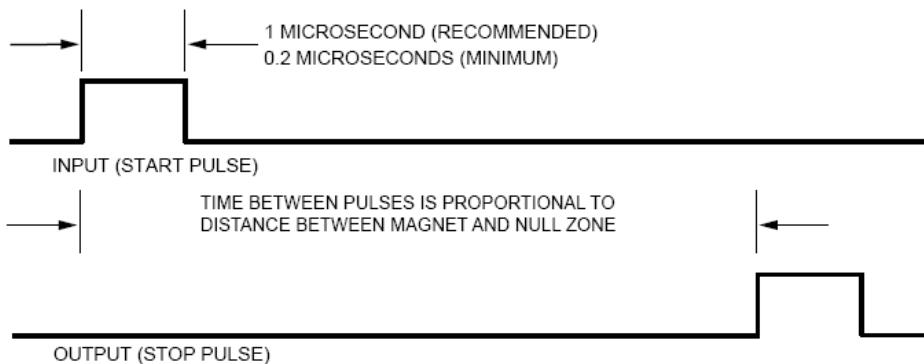 1 MICROSECOND (RECOMMENDED)
0.2 MICROSECONDS (MINIMUM)
INPUT (START PULSE)
TIME BETWEEN PULSES IS PROPORTIONAL TO
DISTANCE BETWEEN MAGNET AND NULL ZONE
OUTPUT (STOP PULSE)